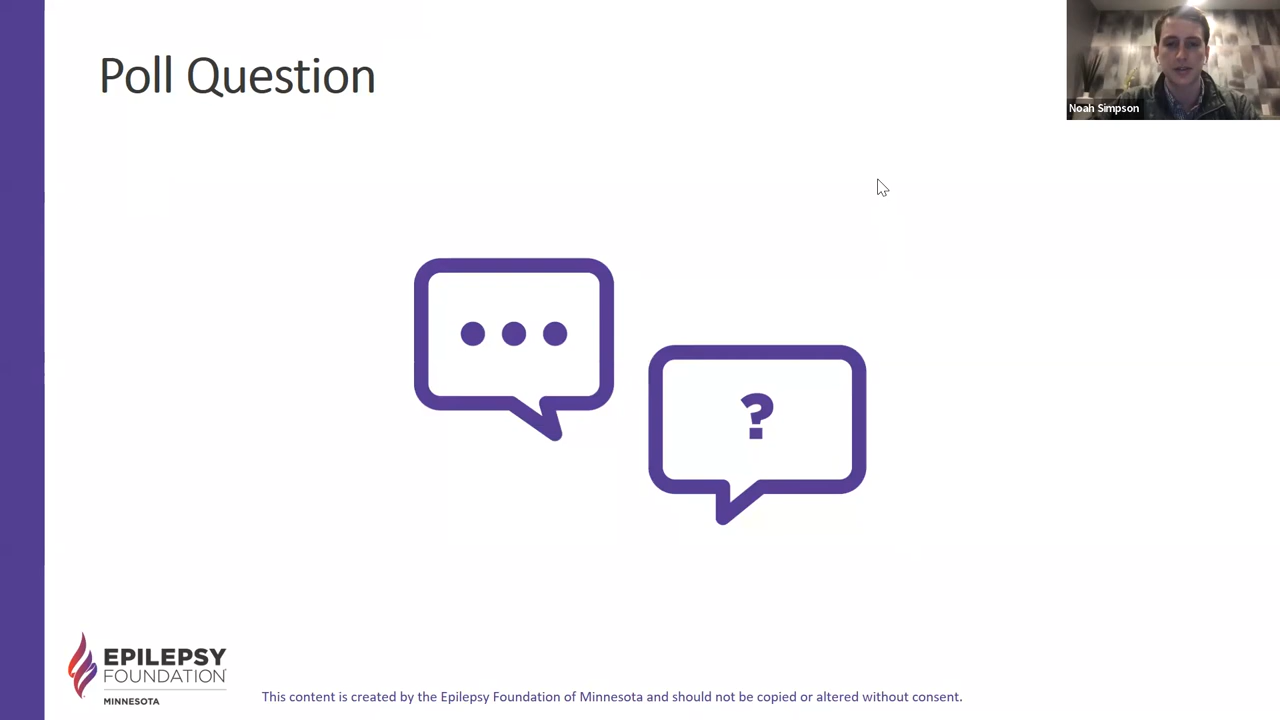 Poll Question
Noah Simpson
?
EPILEPSY
FOUNDATION
MINNESOTA
This content is created by the Epilepsy Foundation of Minnesota and should not be copied or altered without consent.